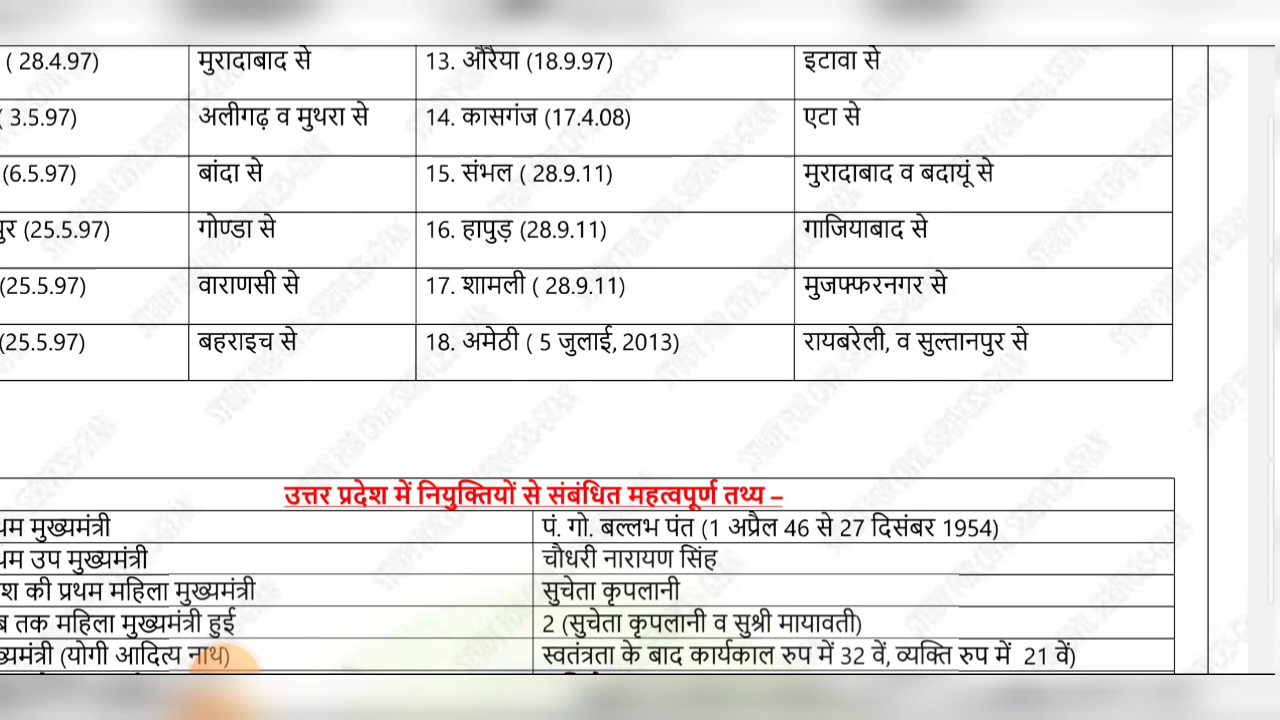 ( 28.4.97) मुरादाबाद से 13. औरैया (18.9.97) इटावा से
( 3.5.97) अलीगढ़ व मुथरा से 14. कासगंज (17.4.08) एटा से
(6.5.97) बांदा से 15. संभल ( 28.9.11) मुरादाबाद व बदायूं से
पुर (25.5.97) गोण्डा से 16. हापुड़ (28.9.11) गाजियाबाद से
(25.5.97) वाराणसी से 17. शामली ( 28.9.11) मुजफ्फरनगर से
(25.5.97) बहराइच से 18. अमेठी ( 5 जुलाई, 2013) रायबरेली, व सुल्तानपुर से
उत्तर प्रदेश में नियुक्तियों से संबंधित महत्वपूर्ण तथ्य –
थम मुख्यमंत्री पं. गो. बल्लभ पंत (1 अप्रैल 46 से 27 दिसंबर 1954)
थम उप मुख्यमंत्री चौधरी नारायण सिंह
श की प्रथम महिला मुख्यमंत्री सुचेता कृपलानी
ब तक महिला मुख्यमंत्री हुई 2 (सुचेता कृपलानी व सुश्री मायावती)
ख्यमंत्री (योगी आदित्य नाथ) स्वतंत्रता के बाद कार्यकाल रुप में 32 वें, व्यक्ति रुप में 21 वें)